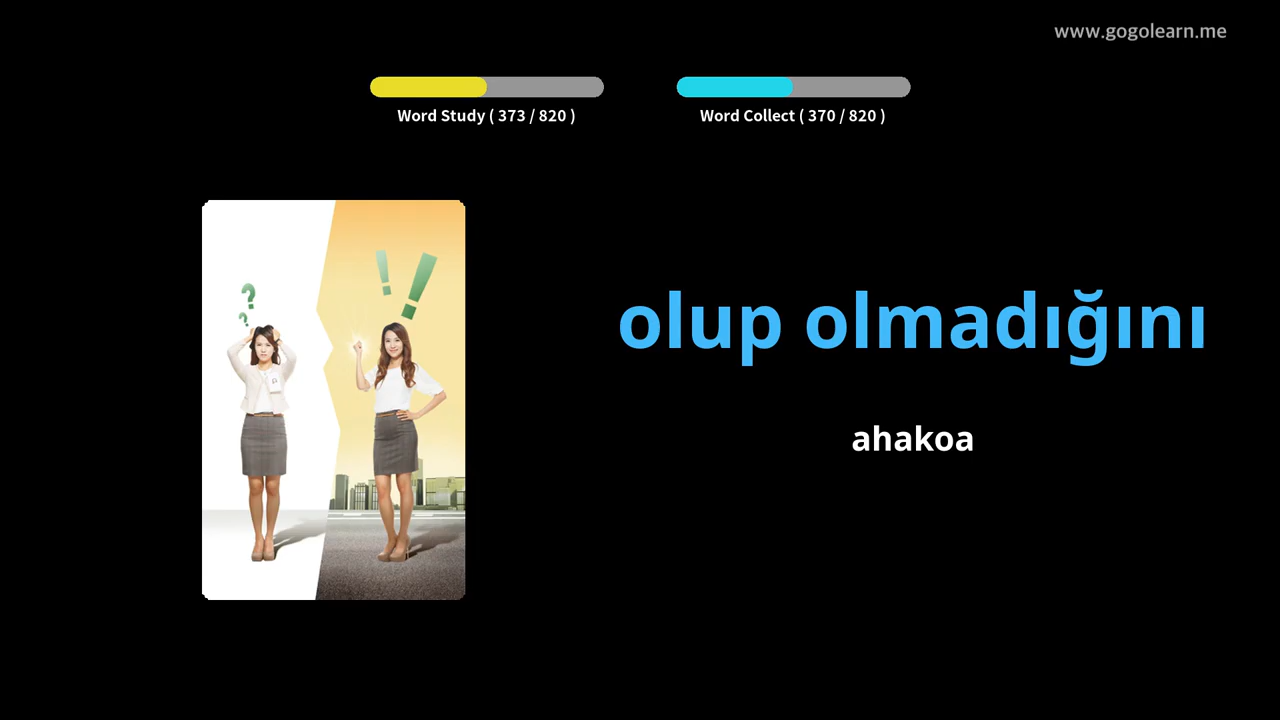 www.gogolearn.me
Word Study ( 373 / 820 )
Word Collect ( 370 / 820 )
? ?
! !
olup olmadığını
ahakoa